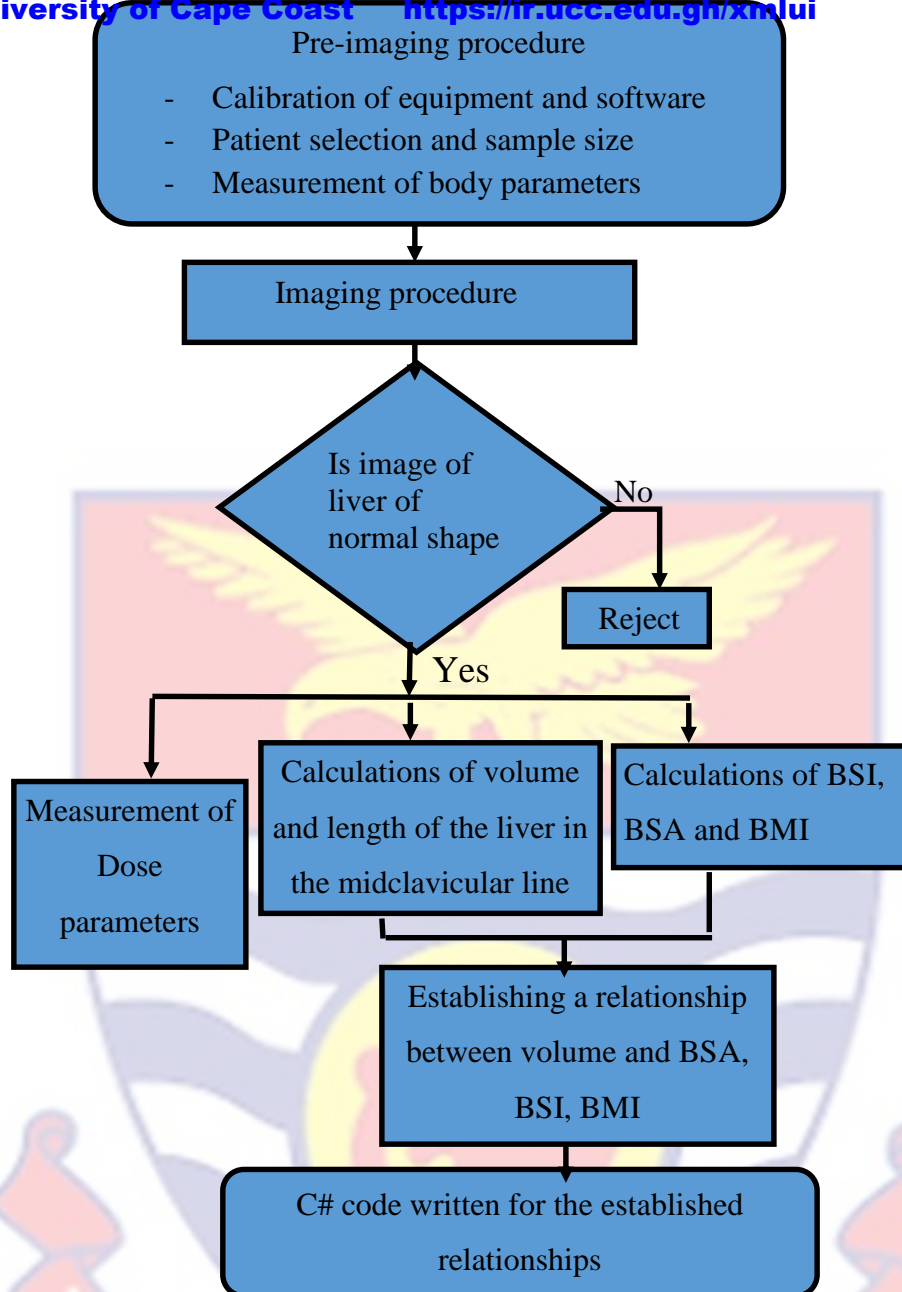 iversity of Cape Coast https://ir.ucc.edu.gh/xmlui
Pre-imaging procedure
- Calibration of equipment and software
- Patient selection and sample size
- Measurement of body parameters
Imaging procedure
Is image of
liver of
normal shape
No
Reject
Yes
Measurement of
Dose
parameters
Calculations of volume
and length of the liver in
the midclavicular line
Calculations of BSI,
BSA and BMI
Establishing a relationship
between volume and BSA,
BSI, BMI
C# code written for the established
relationships